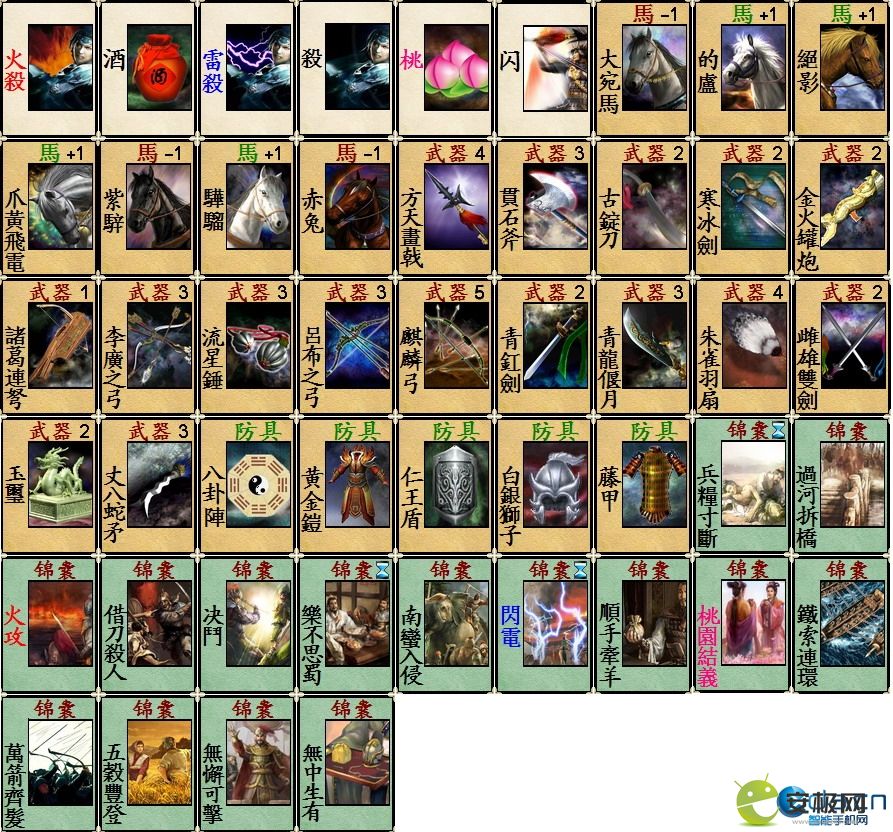 火殺
酒
雷殺
殺
桃
闪
馬 -1
大宛馬
馬 +1
的盧
馬 +1
絕影
馬 +1
爪黃飛電
馬 -1
紫騂
馬 +1
驊騮
馬 -1
赤兔
武器 4
方天畫戟
武器 3
貫石斧
武器 2
古錠刀
武器 2
寒冰劍
武器 2
金火罐炮
武器 1
諸葛連弩
武器 3
李廣之弓
武器 3
流星錘
武器 3
呂布之弓
武器 5
麒麟弓
武器 2
青釭劍
武器 3
青龍偃月
武器 4
朱雀羽扇
武器 2
雌雄雙劍
武器 2
玉璽
武器 3
丈八蛇矛
防具
八卦陣
防具
黃金鎧
防具
仁王盾
防具
白銀獅子
防具
藤甲
锦囊
兵糧寸斷
锦囊
過河拆橋
锦囊
火攻
锦囊
借刀殺人
锦囊
决鬥
锦囊
樂不思蜀
锦囊
南蠻入侵
锦囊
閃電
锦囊
順手牽羊
锦囊
桃園結義
锦囊
鐵索連環
锦囊
萬箭齊髮
锦囊
五穀豐登
锦囊
無懈可擊
锦囊
無中生有
安极网
智能手机网